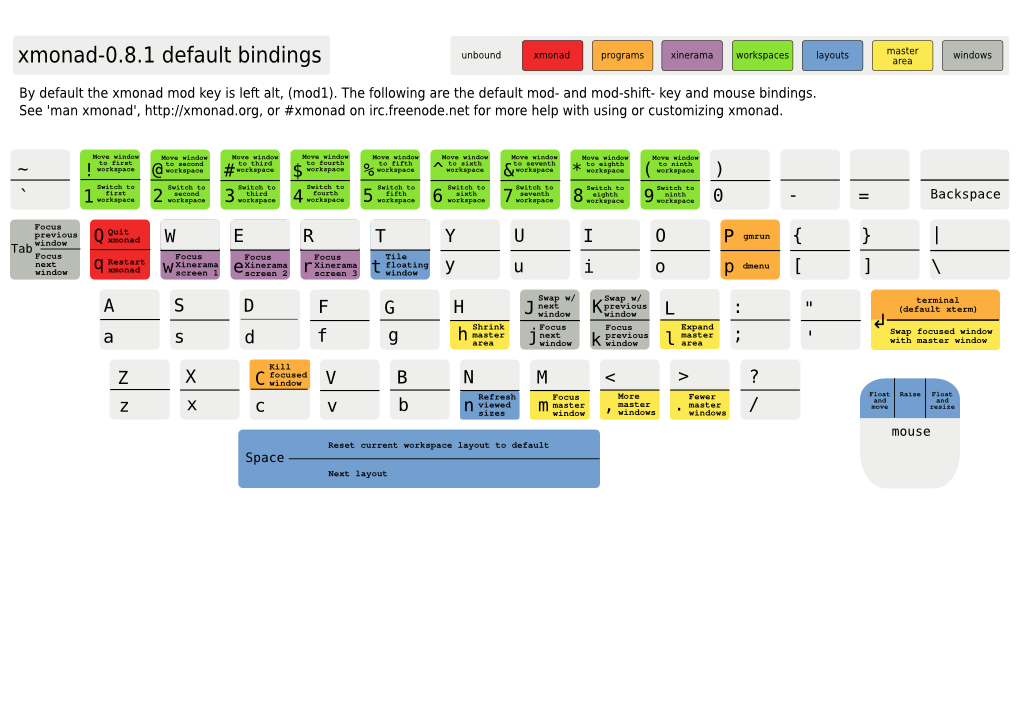 xmonad-0.8.1 default bindings
unbound
xmonad
programs
xinerama
workspaces
layouts
master
area
windows
By default the xmonad mod key is left alt, (mod1). The following are the default mod- and mod-shift- key and mouse bindings.
See 'man xmonad', http://xmonad.org, or #xmonad on irc.freenode.net for more help with using or customizing xmonad.
~
`
! Move window
to first
workspace
1 Switch to
first
workspace
@ Move window
to second
workspace
2 Switch to
second
workspace
# Move window
to third
workspace
3 Switch to
third
workspace
$ Move window
to fourth
workspace
4 Switch to
fourth
workspace
% Move window
to fifth
workspace
5 Switch to
fifth
workspace
^ Move window
to sixth
workspace
6 Switch to
sixth
workspace
& Move window
to seventh
workspace
7 Switch to
seventh
workspace
* Move window
to eighth
workspace
8 Switch to
eighth
workspace
( Move window
to ninth
workspace
9 Switch to
ninth
workspace
)
0
-
=
Backspace
Tab
Focus
previous
window
Focus
next
window
Q Quit
xmonad
q Restart
xmonad
W
w Focus
Xinerama
screen 1
E
e Focus
Xinerama
screen 2
R
r Focus
Xinerama
screen 3
T
t Tile
floating
window
Y
y
U
u
I
i
O
o
P gmrun
p dmenu
{
[
}
]
|
\
A
a
S
s
D
d
F
f
G
g
H
h Shrink
master
area
J Swap w/
next
window
j Focus
next
window
K Swap w/
previous
window
k Focus
previous
window
L
l Expand
master
area
:
;
"
'
↲
terminal
(default xterm)
Swap focused window
with master window
Z
z
X
x
C Kill
focused
window
c
V
v
B
b
N
n Refresh
viewed
sizes
M
m Focus
master
window
<
, More
master
windows
>
. Fewer
master
windows
?
/
Float
and
move
Raise
Float
and
resize
mouse
Space
Reset current workspace layout to default
Next layout